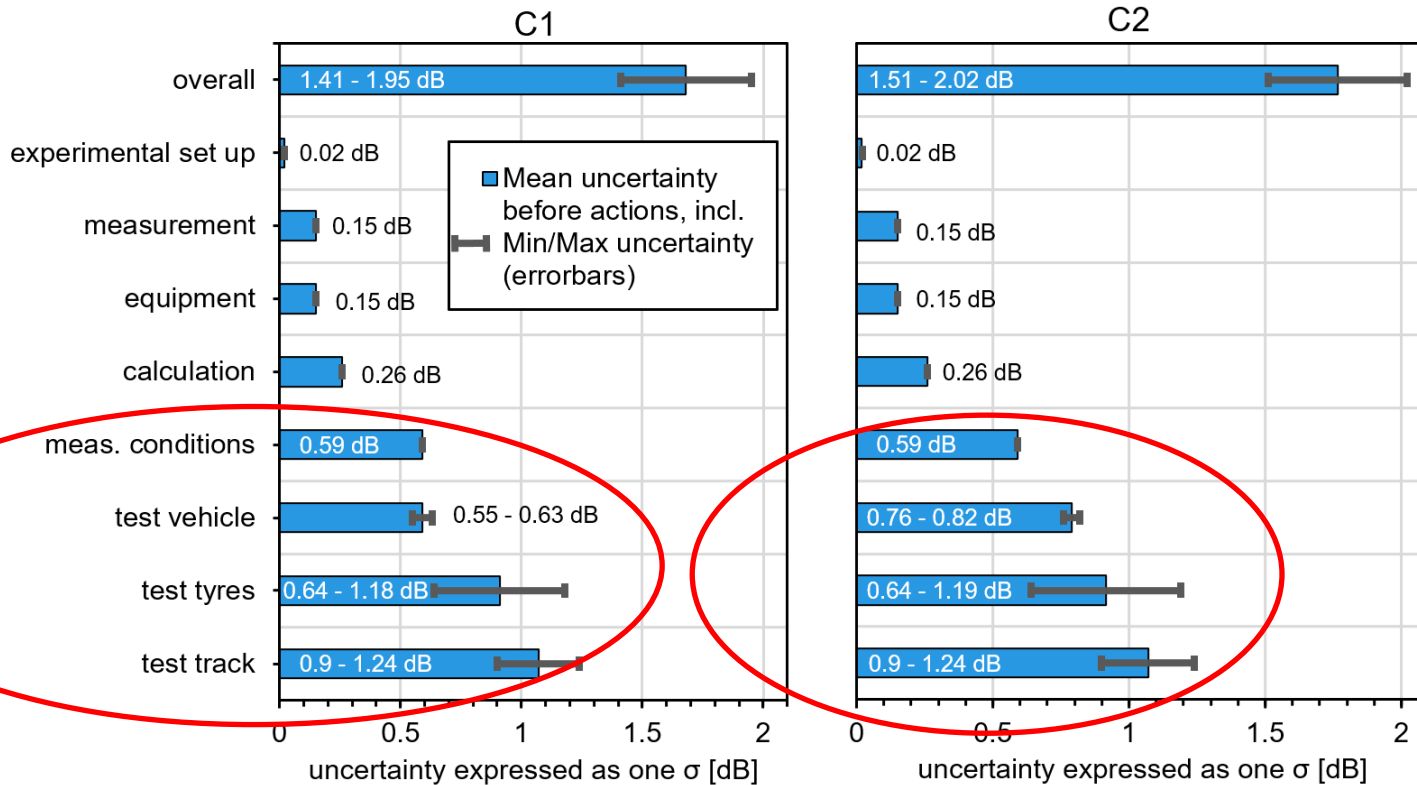 C1
overall
1.41 - 1.95 dB
experimental set up
0.02 dB
Mean uncertainty
before actions, incl.
Min/Max uncertainty
(errorbars)
measurement
0.15 dB
equipment
0.15 dB
calculation
0.26 dB
meas. conditions
0.59 dB
test vehicle
0.55 - 0.63 dB
test tyres
0.64 - 1.18 dB
test track
0.9 - 1.24 dB
0 0.5 1 1.5 2
uncertainty expressed as one σ [dB]
C2
1.51 - 2.02 dB
0.02 dB
0.15 dB
0.15 dB
0.26 dB
0.59 dB
0.76 - 0.82 dB
0.64 - 1.19 dB
0.9 - 1.24 dB
0 0.5 1 1.5 2
uncertainty expressed as one σ [dB]